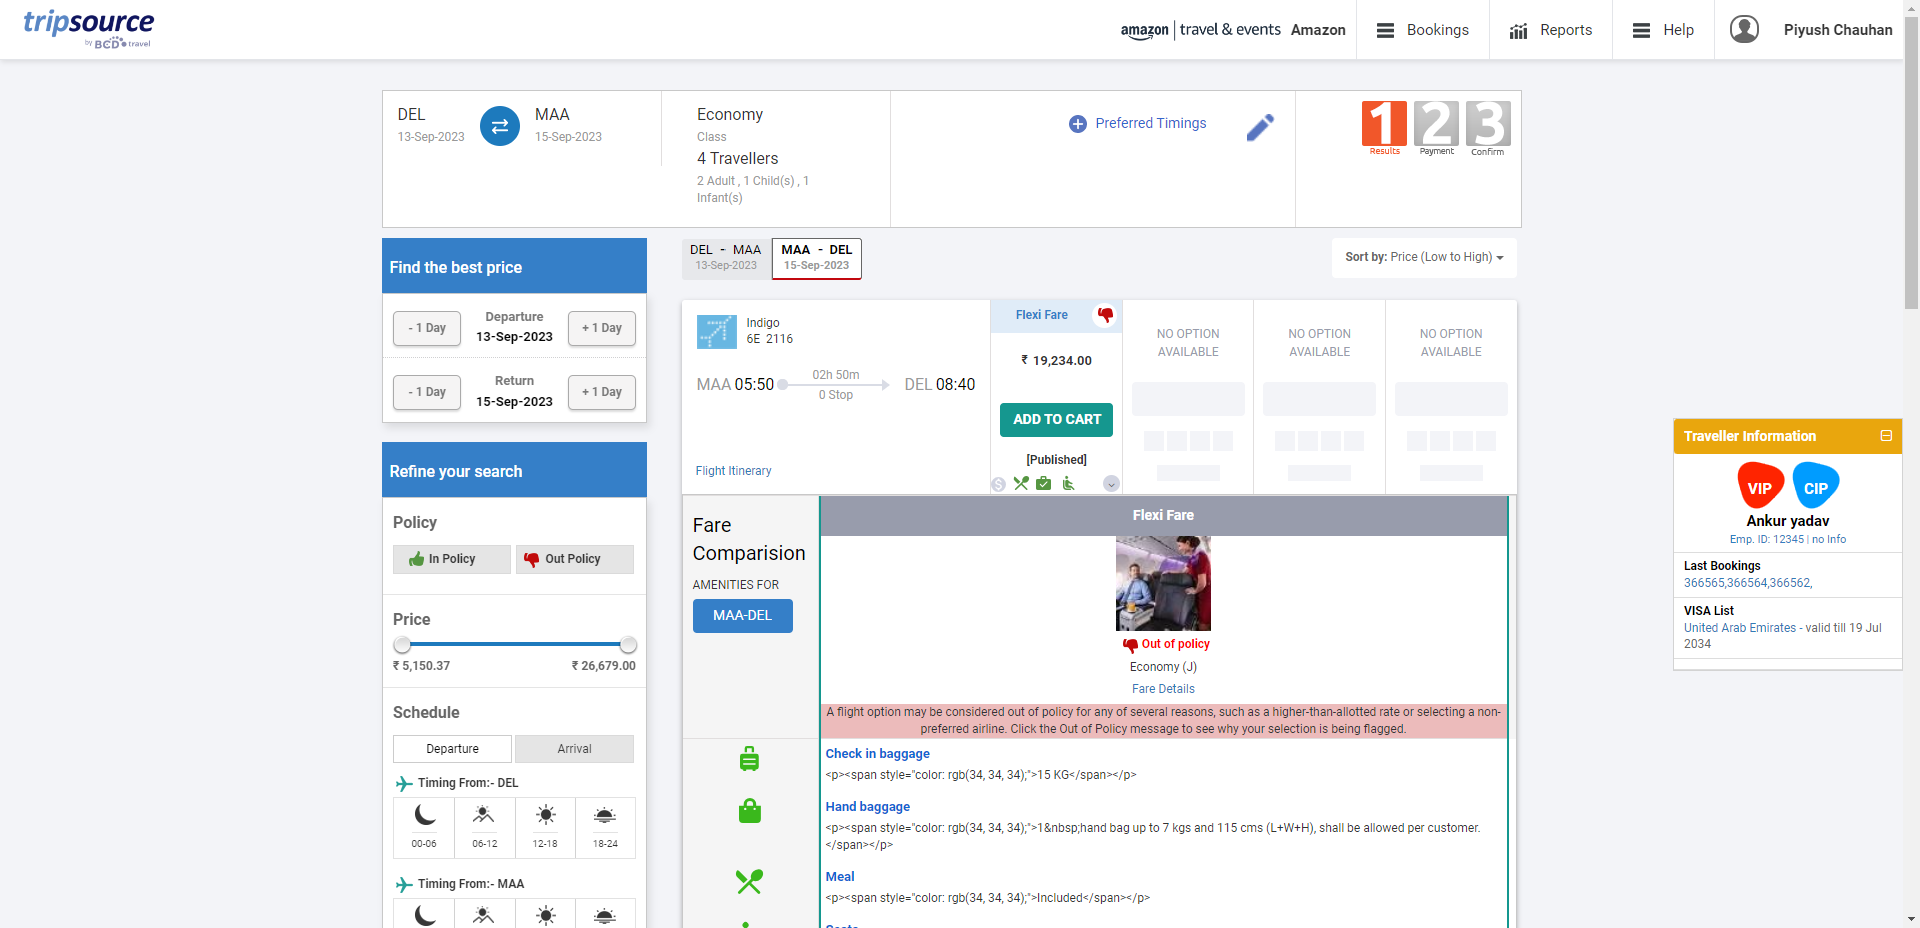 tripsource
by BCD travel
amazon | travel & events Amazon
Bookings
Reports
Help
Piyush Chauhan
DEL
13-Sep-2023
MAA
15-Sep-2023
Economy
Class
4 Travellers
2 Adult , 1 Child(s) , 1
Infant(s)
Preferred Timings
1
Results
2
Payment
3
Confirm
Find the best price
- 1 Day
Departure
13-Sep-2023
+ 1 Day
- 1 Day
Return
15-Sep-2023
+ 1 Day
Refine your search
Policy
In Policy
Out Policy
Price
₹ 5,150.37
₹ 26,679.00
Schedule
Departure
Arrival
Timing From:- DEL
00-06
06-12
12-18
18-24
Timing From:- MAA
DEL - MAA
13-Sep-2023
MAA - DEL
15-Sep-2023
Sort by: Price (Low to High)
Indigo
6E 2116
MAA 05:50
02h 50m
0 Stop
DEL 08:40
Flight Itinerary
Flexi Fare
₹ 19,234.00
ADD TO CART
[Published]
NO OPTION
AVAILABLE
NO OPTION
AVAILABLE
NO OPTION
AVAILABLE
Fare
Comparision
AMENITIES FOR
MAA-DEL
Flexi Fare
Out of policy
Economy (J)
Fare Details
A flight option may be considered out of policy for any of several reasons, such as a higher-than-allotted rate or selecting a non-
preferred airline. Click the Out of Policy message to see why your selection is being flagged.
Check in baggage
<p><span style="color: rgb(34, 34, 34);">15 KG</span></p>
Hand baggage
<p><span style="color: rgb(34, 34, 34);">1&nbsp;hand bag up to 7 kgs and 115 cms (L+W+H), shall be allowed per customer.
</span></p>
Meal
<p><span style="color: rgb(34, 34, 34);">Included</span></p>
Traveller Information
VIP
CIP
Ankur yadav
Emp. ID: 12345 | no Info
Last Bookings
366565,366564,366562,
VISA List
United Arab Emirates - valid till 19 Jul
2034